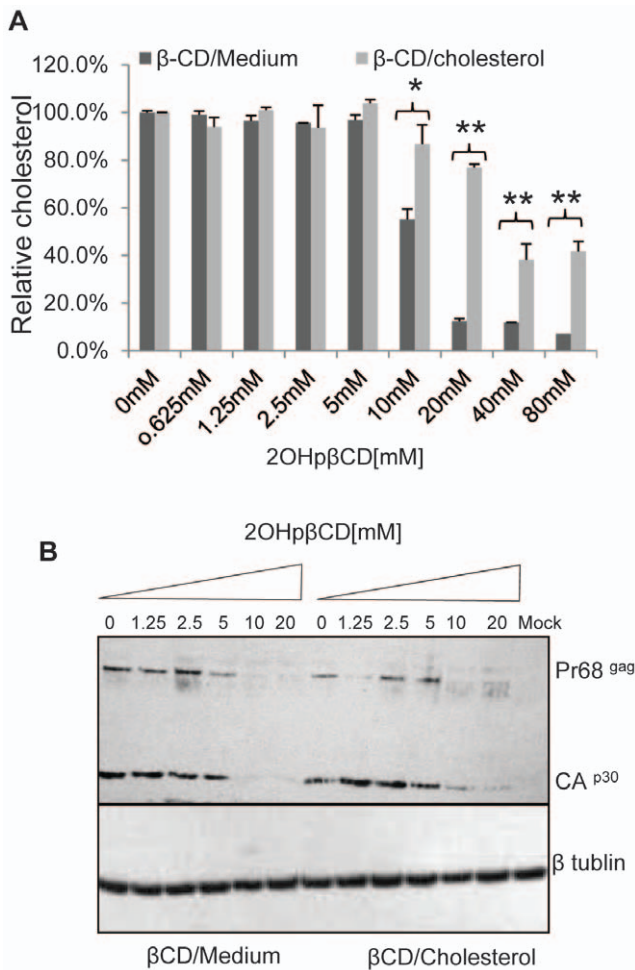 A
β-CD/Medium β-CD/cholesterol
120.0%
100.0%
80.0%
60.0%
40.0%
20.0%
0.0%
Relative cholesterol
* ** ** **
0mM o.625mM 1.25mM 2.5mM 5mM 10mM 20mM 40mM 80mM
2OHpβCD[mM]
B
2OHpβCD[mM]
0 1.25 2.5 5 10 20 0 1.25 2.5 5 10 20 Mock
Pr68 gag
CA p30
β tublin
βCD/Medium βCD/Cholesterol